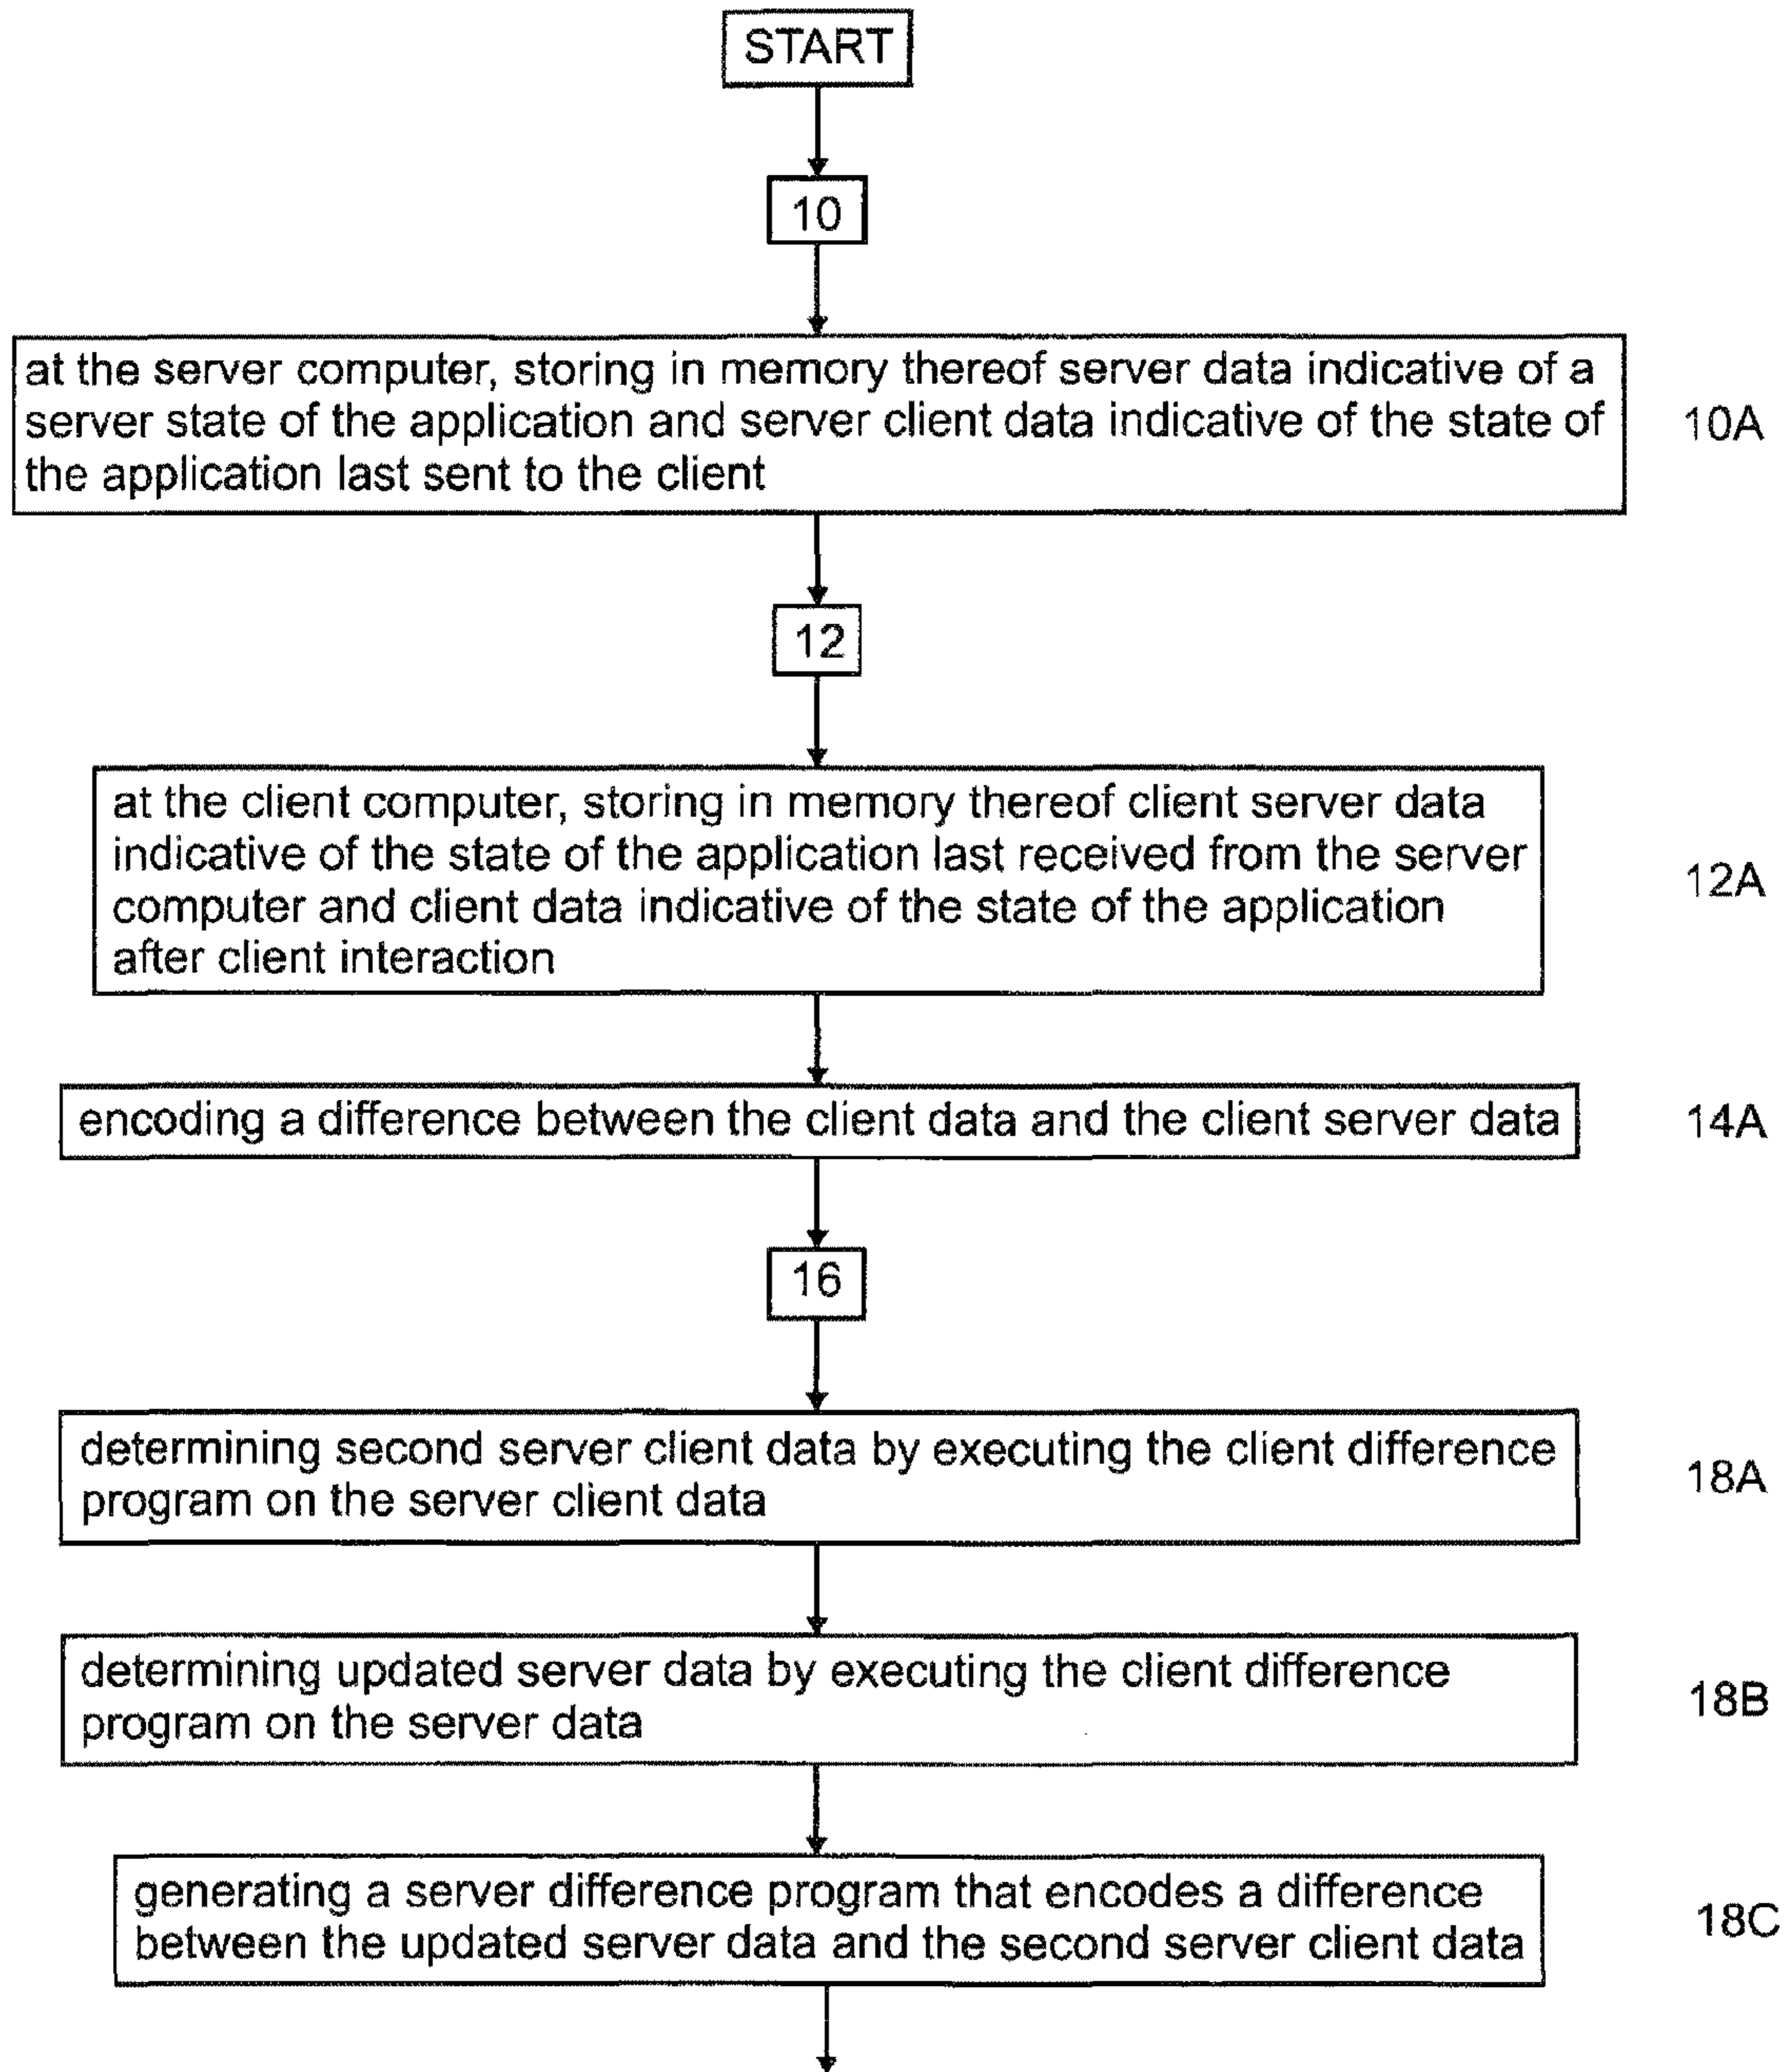 START
10
at the server computer, storing in memory thereof server data indicative of a
server state of the application and server client data indicative of the state of
the application last sent to the client
10A
12
at the client computer, storing in memory thereof client server data
indicative of the state of the application last received from the server
computer and client data indicative of the state of the application
after client interaction
12A
encoding a difference between the client data and the client server data
14A
16
determining second server client data by executing the client difference
program on the server client data
18A
determining updated server data by executing the client difference
program on the server data
18B
generating a server difference program that encodes a difference
between the updated server data and the second server client data
18C